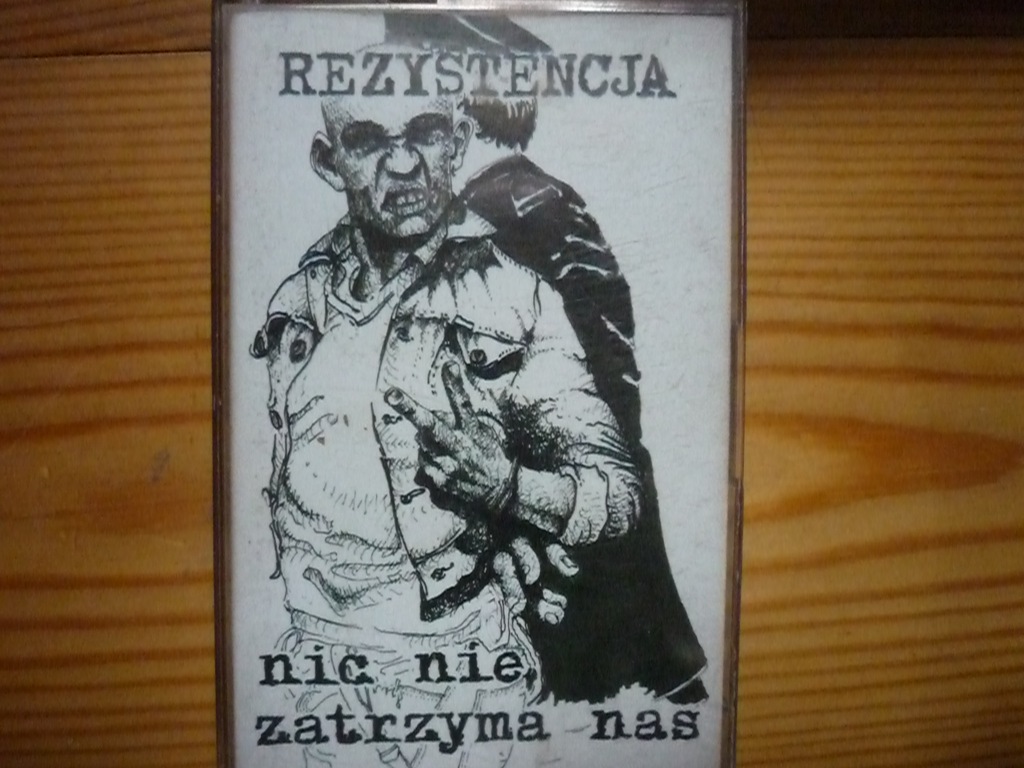 REZYSTENCJA
nic nie
zatrzyma nas